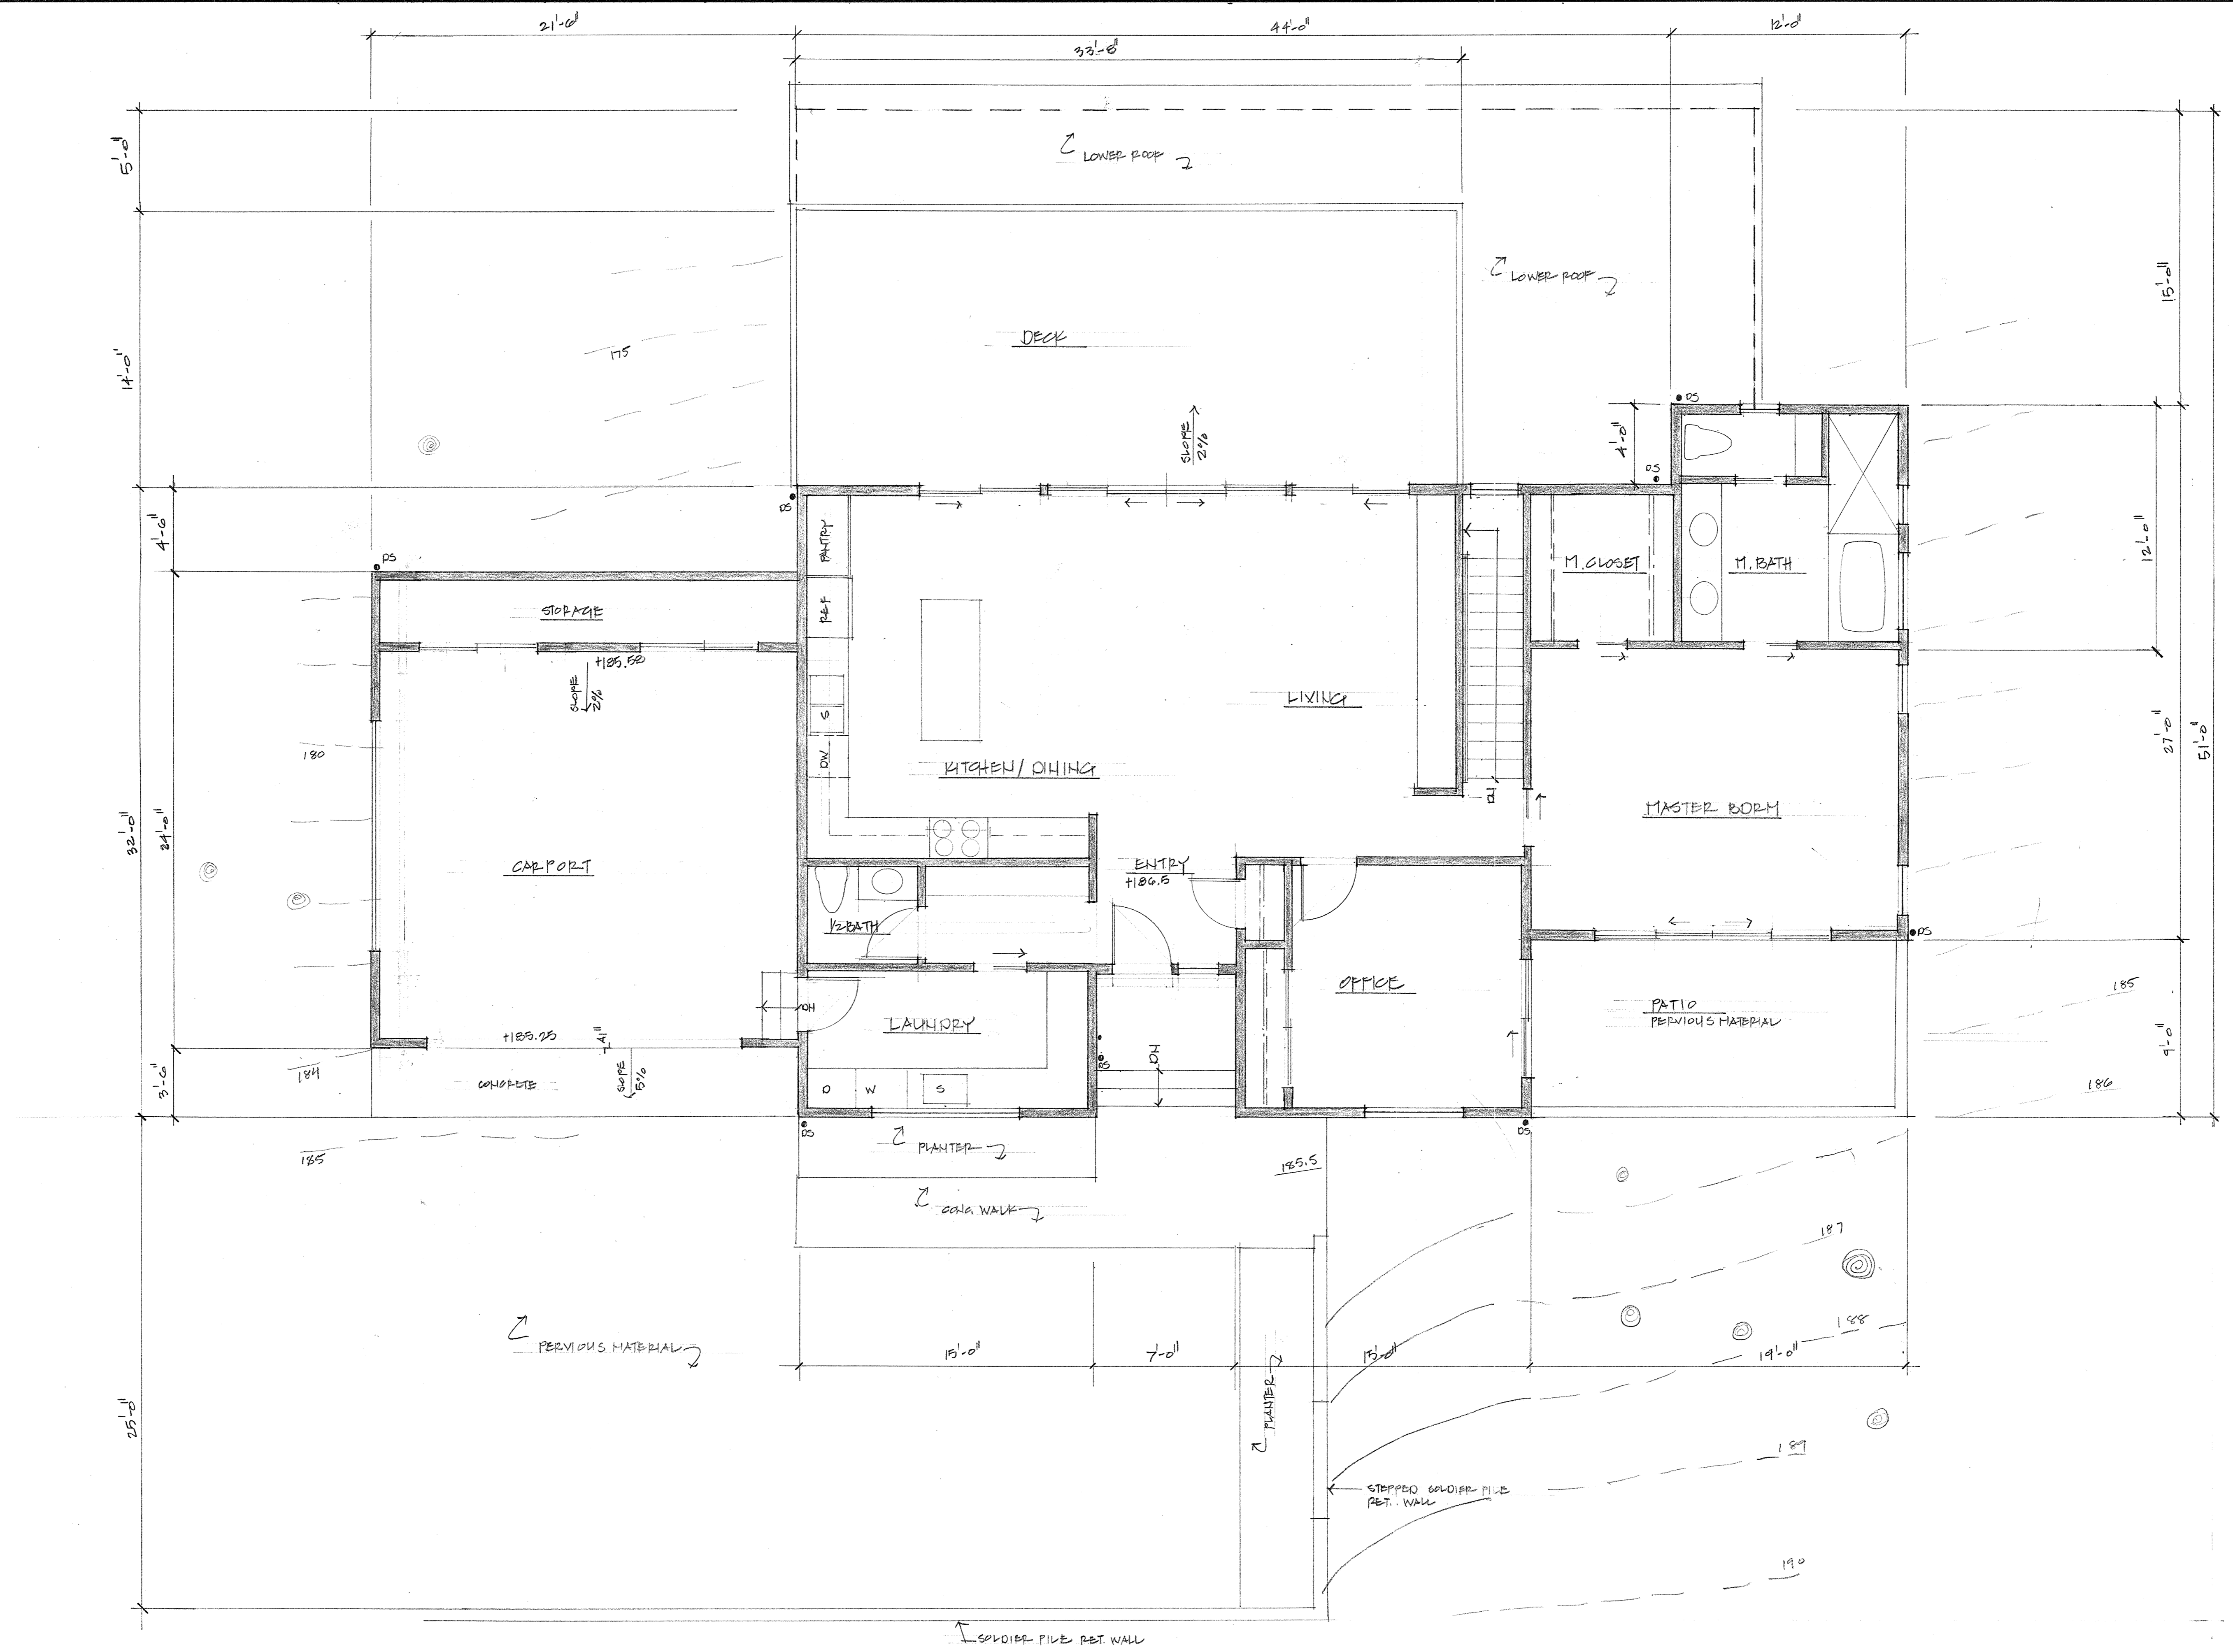 21'-6"
44'-0"
12'-0"
33'-8"
5'-0"
LOWER ROOF
LOWER ROOF
15'-0"
175
DECK
14'-0"
SLOPE
2%
DS
4'-0"
DS
DS
4'-6"
DS
PANTRY
M. CLOSET
M. BATH
12'-0"
STORAGE
REF
+185.50
SLOPE
2%
S
LIVING
180
DW
KITCHEN/ DINING
DN
MASTER BDRM
27'-0"
51'-0"
32'-0"
24'-0"
CARPORT
ENTRY
+186.5
1/2 BATH
DS
OFFICE
185
PATIO
PERVIOUS MATERIAL
DN
LAUNDRY
+185.25
DN
DS
9'-0"
184
3'-6"
CONCRETE
SLOPE
5%
D
W
S
186
DS
DS
185
PLANTER
185.5
CONC. WALK
187
PERVIOUS MATERIAL
15'-0"
7'-0"
15'-0"
19'-0"
188
PLANTER
25'-0"
189
STEPPED SOLDIER PILE
RET. WALL
190
SOLDIER PILE RET. WALL